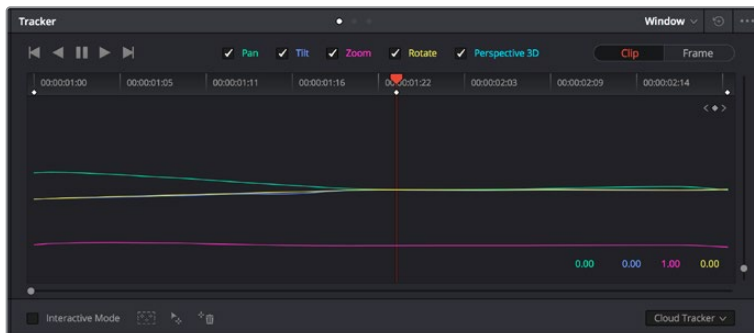 Tracker Window
Pan Tilt Zoom Rotate Perspective 3D Clip Frame
00:00:01:00 00:00:01:05 00:00:01:11 00:00:01:16 00:00:01:22 00:00:02:03 00:00:02:09 00:00:02:14
0.00 0.00 1.00 0.00
Interactive Mode Cloud Tracker